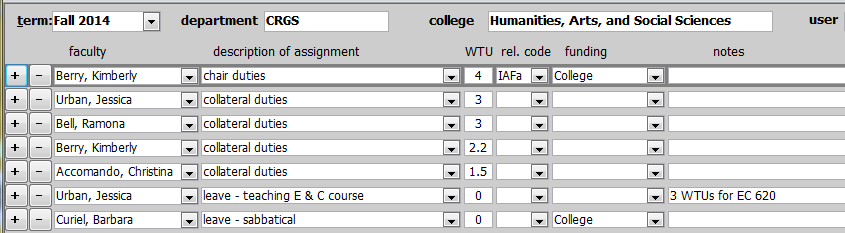 term: Fall 2014 department CRGS college Humanities, Arts, and Social Sciences user
faculty description of assignment WTU rel. code funding notes
+ - Berry, Kimberly chair duties 4 IAFa College
+ - Urban, Jessica collateral duties 3
+ - Bell, Ramona collateral duties 3
+ - Berry, Kimberly collateral duties 2.2
+ - Accomando, Christina collateral duties 1.5
+ - Urban, Jessica leave - teaching E & C course 0 3 WTUs for EC 620
+ - Curiel, Barbara leave - sabbatical 0 College